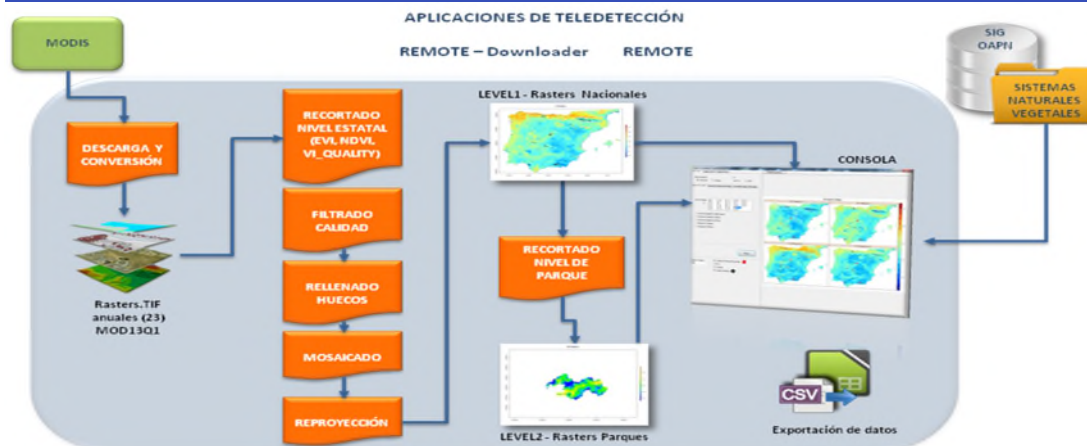 APLICACIONES DE TELEDETECCIÓN
REMOTE – Downloader REMOTE
MODIS
DESCARGA Y
CONVERSIÓN
Rasters.TIF
anuales (23)
MOD13Q1
RECORTADO
NIVEL ESTATAL
(EVI, NDVI,
VI_QUALITY)
FILTRADO
CALIDAD
RELLENADO
HUECOS
MOSAICADO
REPROYECCIÓN
LEVEL1 - Rasters Nacionales
RECORTADO
NIVEL DE
PARQUE
LEVEL2 - Rasters Parques
SIG
OAPN
SISTEMAS
NATURALES
VEGETALES
CONSOLA
CSV
Exportación de datos